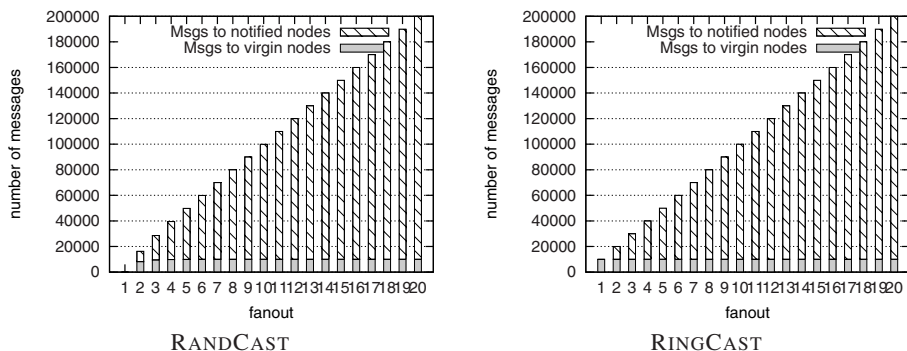 200000
180000
160000
140000
120000
100000
80000
60000
40000
20000
0
number of messages
Msgs to notified nodes
Msgs to virgin nodes
1 2 3 4 5 6 7 8 9 10 11 12 13 14 15 16 17 18 19 20
fanout
RANDCAST
200000
180000
160000
140000
120000
100000
80000
60000
40000
20000
0
number of messages
Msgs to notified nodes
Msgs to virgin nodes
1 2 3 4 5 6 7 8 9 10 11 12 13 14 15 16 17 18 19 20
fanout
RINGCAST